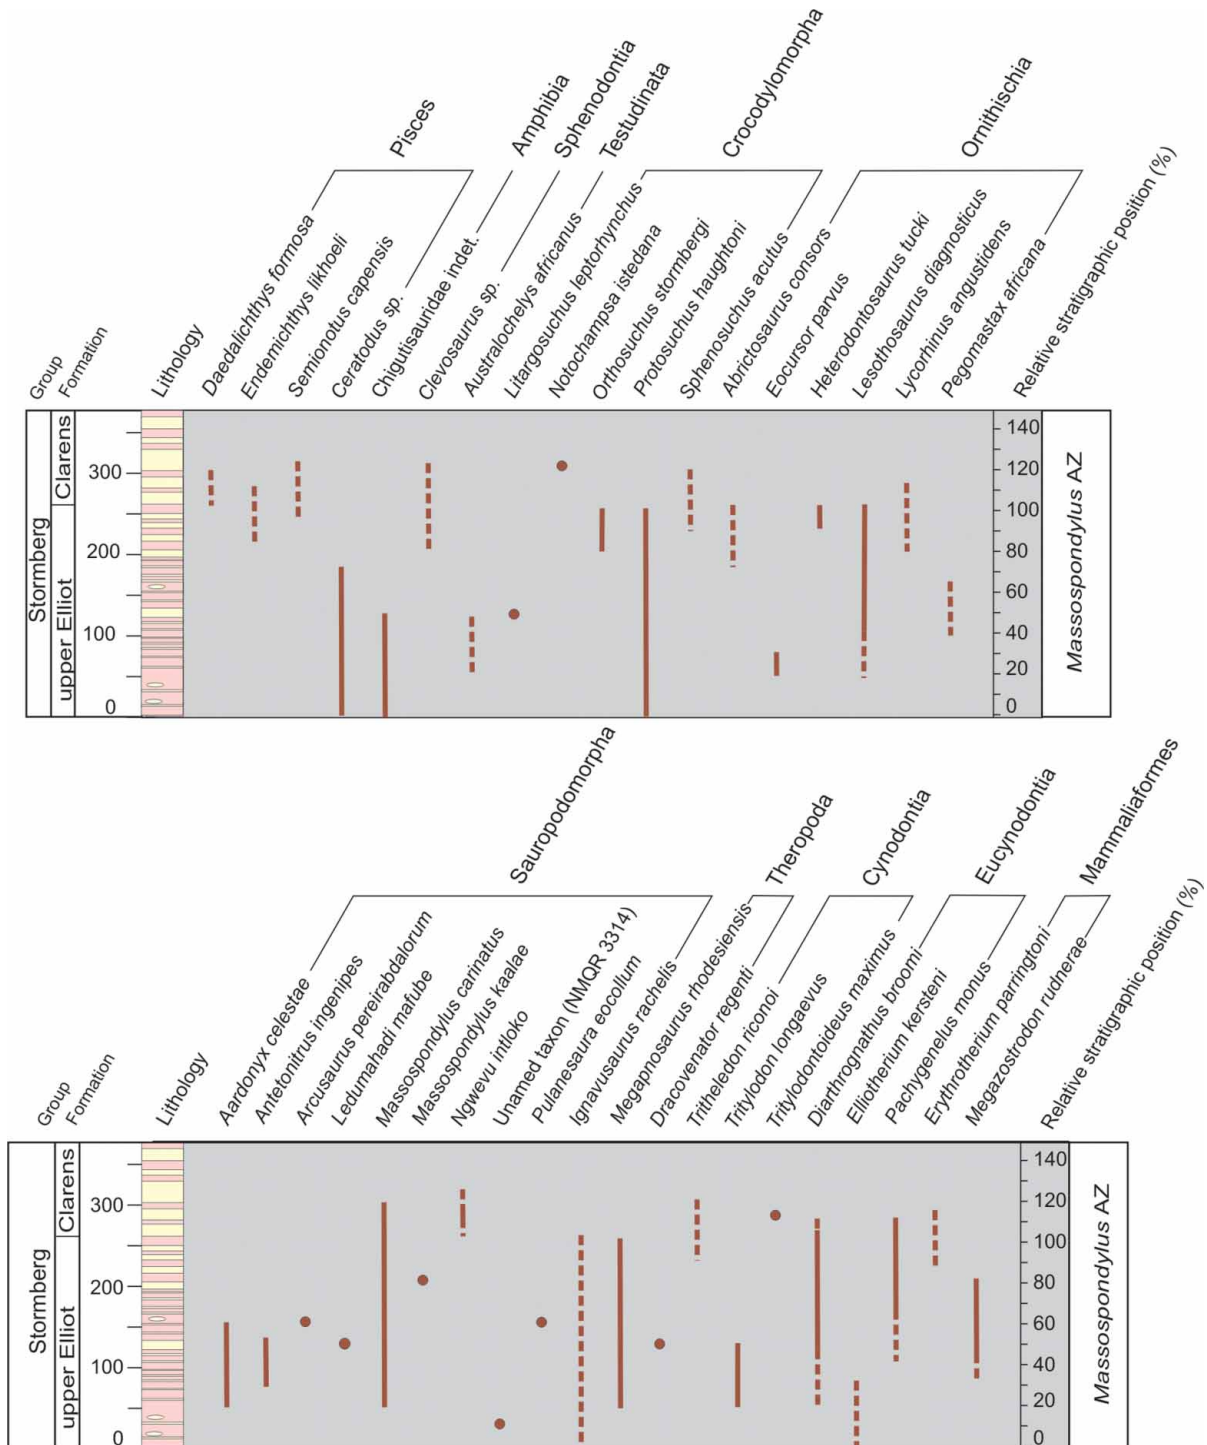 Pisces
Amphibia
Sphenodontia
Testudinata
Crocodylomorpha
Ornithischia
Group
Formation
Lithology
Daedalichthys formosa
Endemichthys likhoeli
Semionotus capensis
Ceratodus sp.
Chigutisauridae indet.
Clevosaurus sp.
Australochelys africanus
Litargosuchus leptorhynchus
Notochampsa istedana
Orthosuchus stormbergi
Protosuchus haughtoni
Sphenosuchus acutus
Abrictosaurus consors
Eocursor parvus
Heterodontosaurus tucki
Lesothosaurus diagnosticus
Lycorhinus angustidens
Pegomastax africana
Relative stratigraphic position (%)
Stormberg
Clarens
upper Elliot
300
200
100
0
140
120
100
80
60
40
20
0
Massospondylus AZ
Sauropodomorpha
Theropoda
Cynodontia
Eucynodontia
Mammaliaformes
Group
Formation
Lithology
Aardonyx celestae
Antetonitrus ingenipes
Arcusaurus pereirabdalorum
Ledumahadi mafube
Massospondylus carinatus
Massospondylus kaalae
Ngwevu intloko
Unamed taxon (NMQR 3314)
Pulanesaura eocollum
Ignavusaurus rachelis
Megapnosaurus rhodesiensis
Dracovenator regenti
Tritheledon riconoi
Tritylodon longaevus
Tritylodontoideus maximus
Diarthrognathus broomi
Elliotherium kersteni
Pachygenelus monus
Erythrotherium parringtoni
Megazostrodon rudnerae
Relative stratigraphic position (%)
Stormberg
Clarens
upper Elliot
300
200
100
0
140
120
100
80
60
40
20
0
Massospondylus AZ